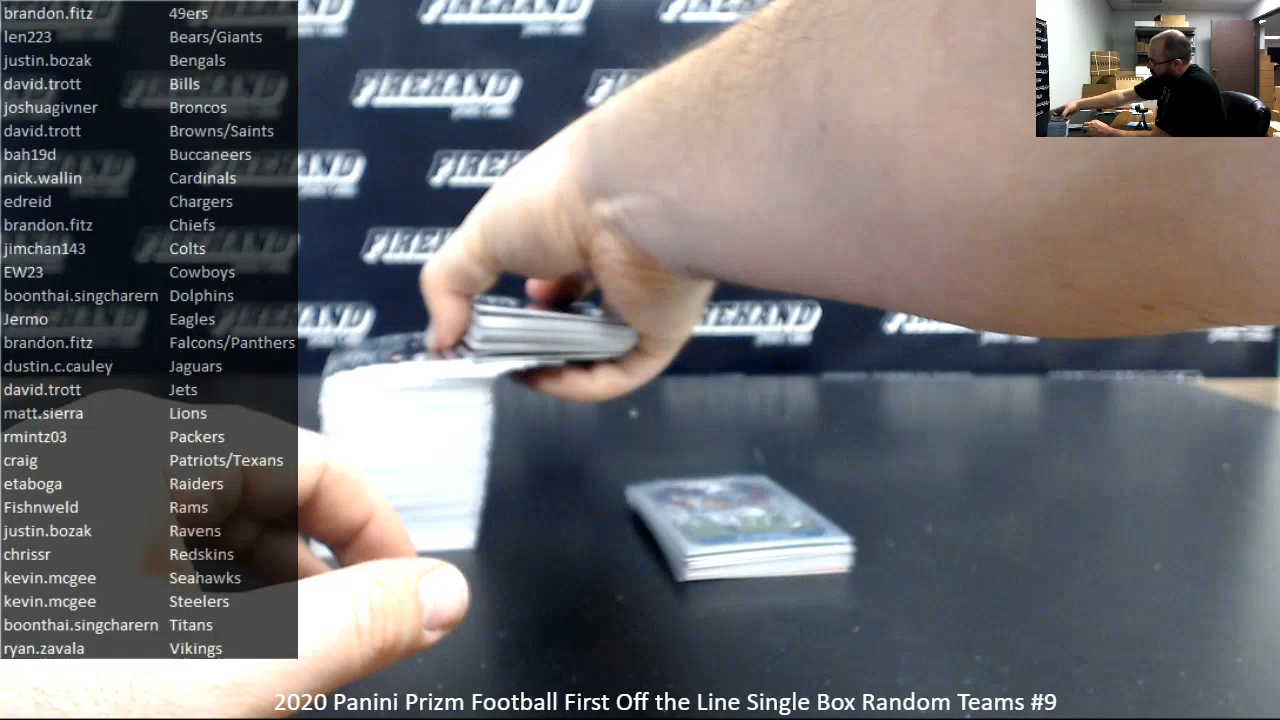 brandon.fitz 49ers
len223 Bears/Giants
justin.bozak Bengals
david.trott Bills
joshuagivner Broncos
david.trott Browns/Saints
bah19d Buccaneers
nick.wallin Cardinals
edreid Chargers
brandon.fitz Chiefs
jimchan143 Colts
EW23 Cowboys
boonthai.singcharern Dolphins
Jermo Eagles
brandon.fitz Falcons/Panthers
dustin.c.cauley Jaguars
david.trott Jets
matt.sierra Lions
rmintz03 Packers
craig Patriots/Texans
etaboga Raiders
Fishnweld Rams
justin.bozak Ravens
chrissr Redskins
kevin.mcgee Seahawks
kevin.mcgee Steelers
boonthai.singcharern Titans
ryan.zavala Vikings
FIREHAND
FIREHAND
FIREHAND
FIREHAND
2020 Panini Prizm Football First Off the Line Single Box Random Teams #9